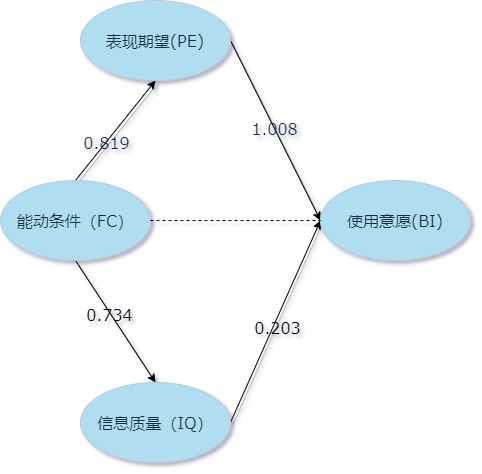 表现期望(PE)
0.819
1.008
能动条件（FC）
使用意愿(BI)
0.734
0.203
信息质量（IQ）